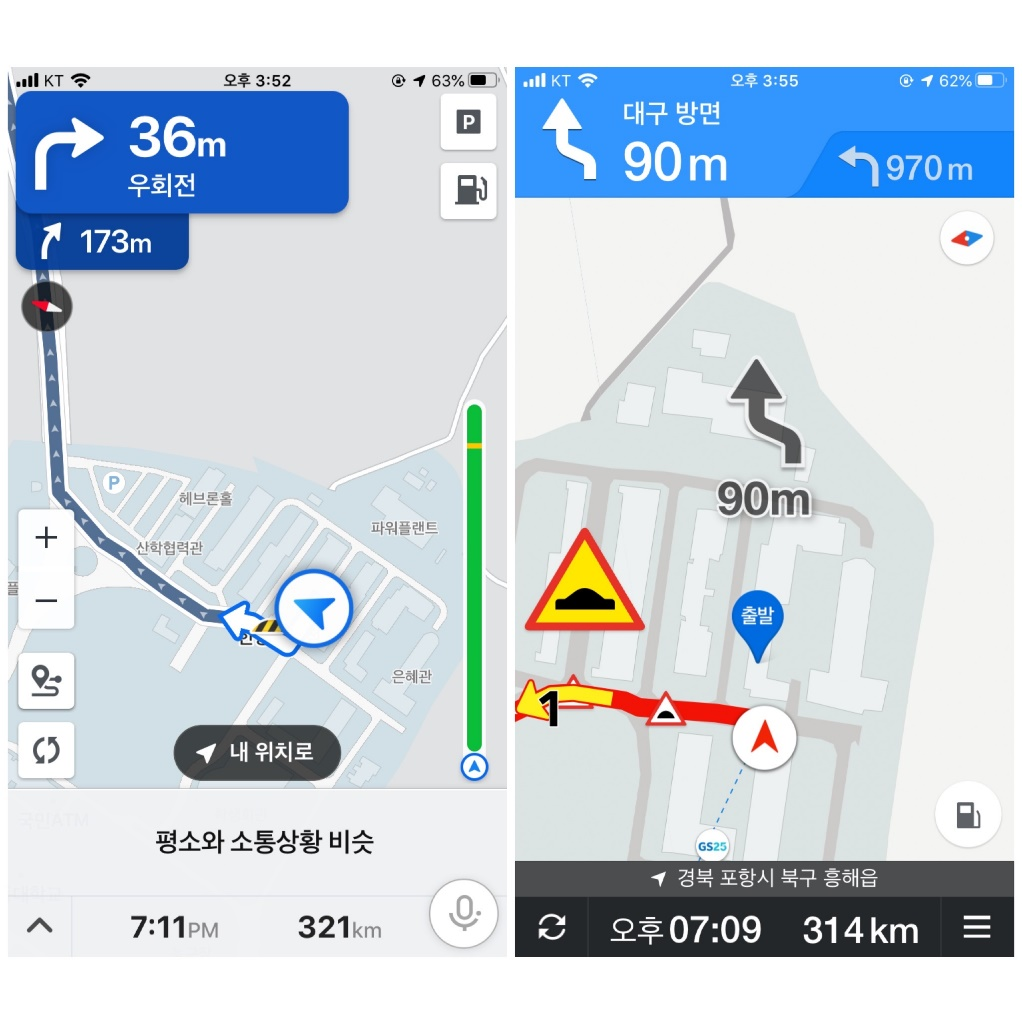 KT 오후 3:52 63%
36m
우회전
173m
P
P
헤브론홀
파워플랜트
산학협력관
은혜관
내 위치로
평소와 소통상황 비슷
7:11PM 321km
KT 오후 3:55 62%
대구 방면
90m
970m
90m
출발
1
GS25
경북 포항시 북구 흥해읍
오후 07:09 314km